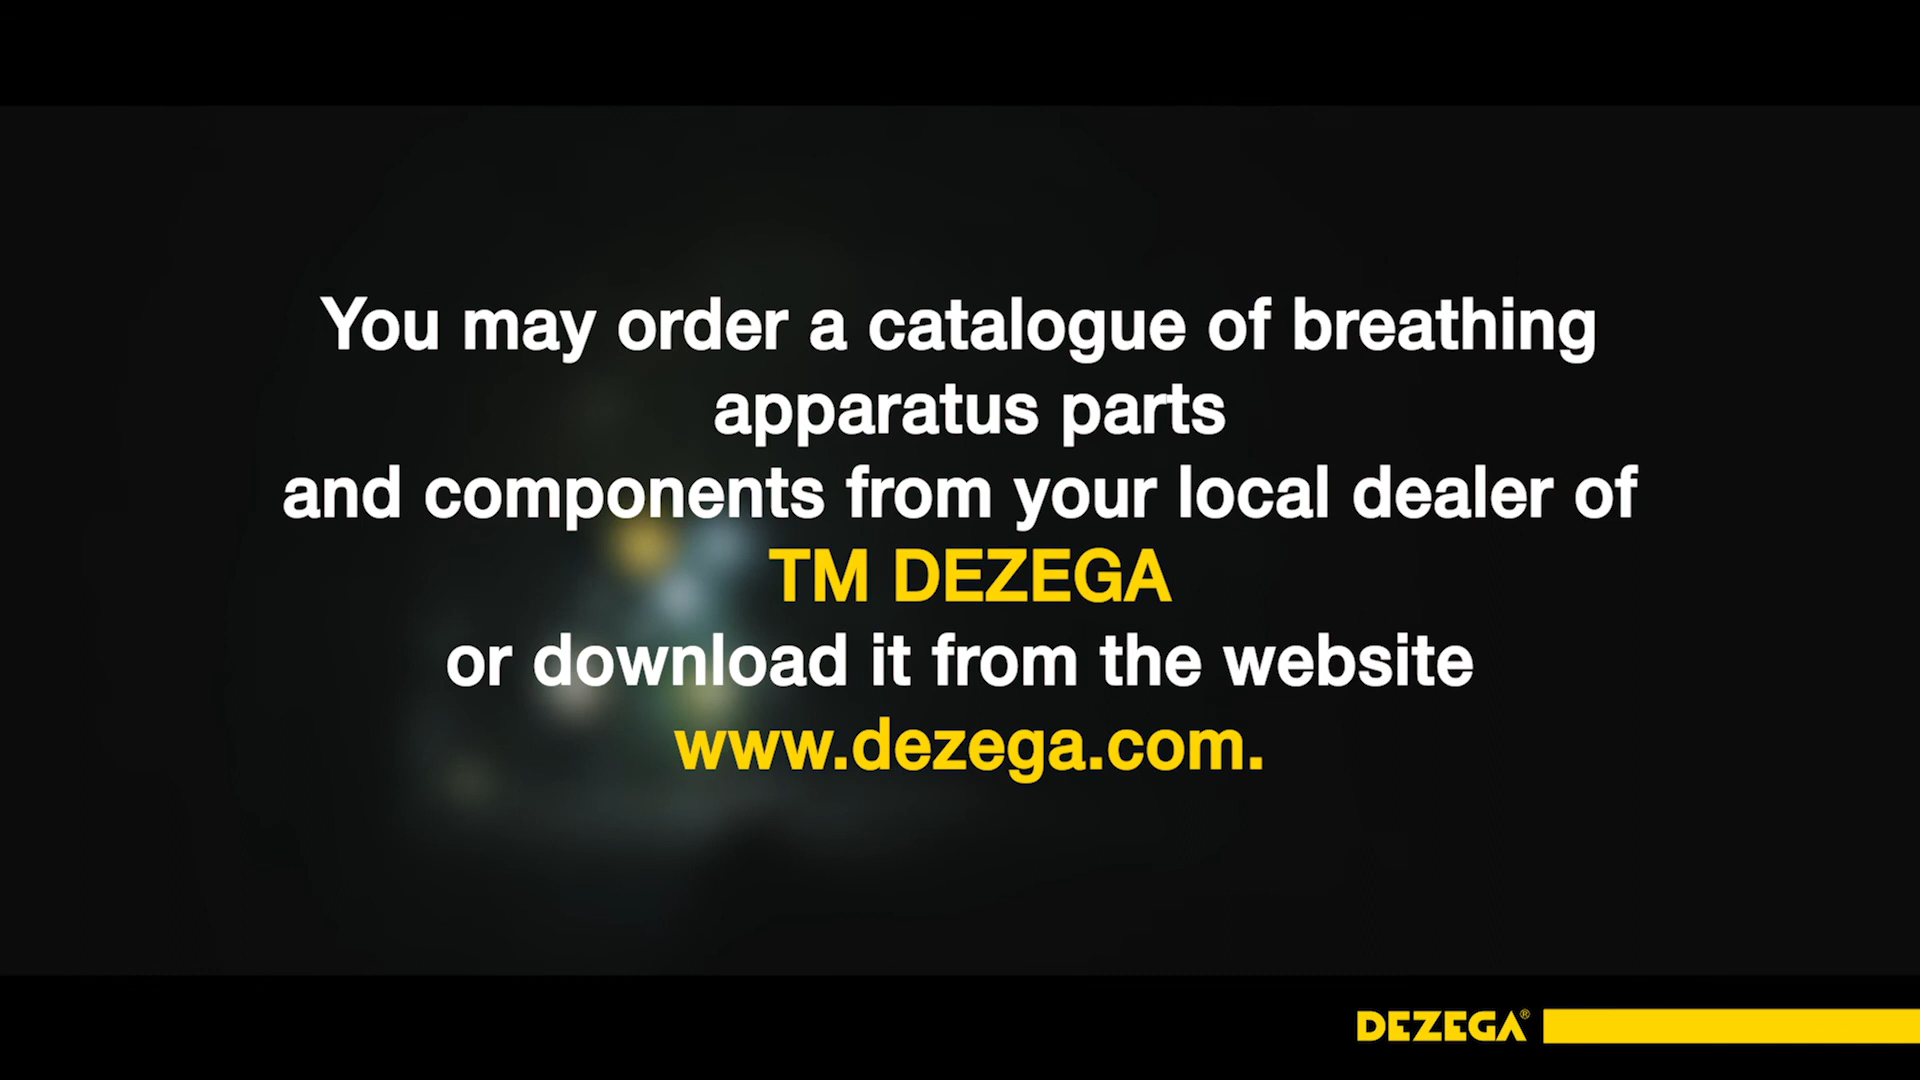 You may order a catalogue of breathing
apparatus parts
and components from your local dealer of
TM DEZEGA
or download it from the website
www.dezega.com.
DEZEGA®